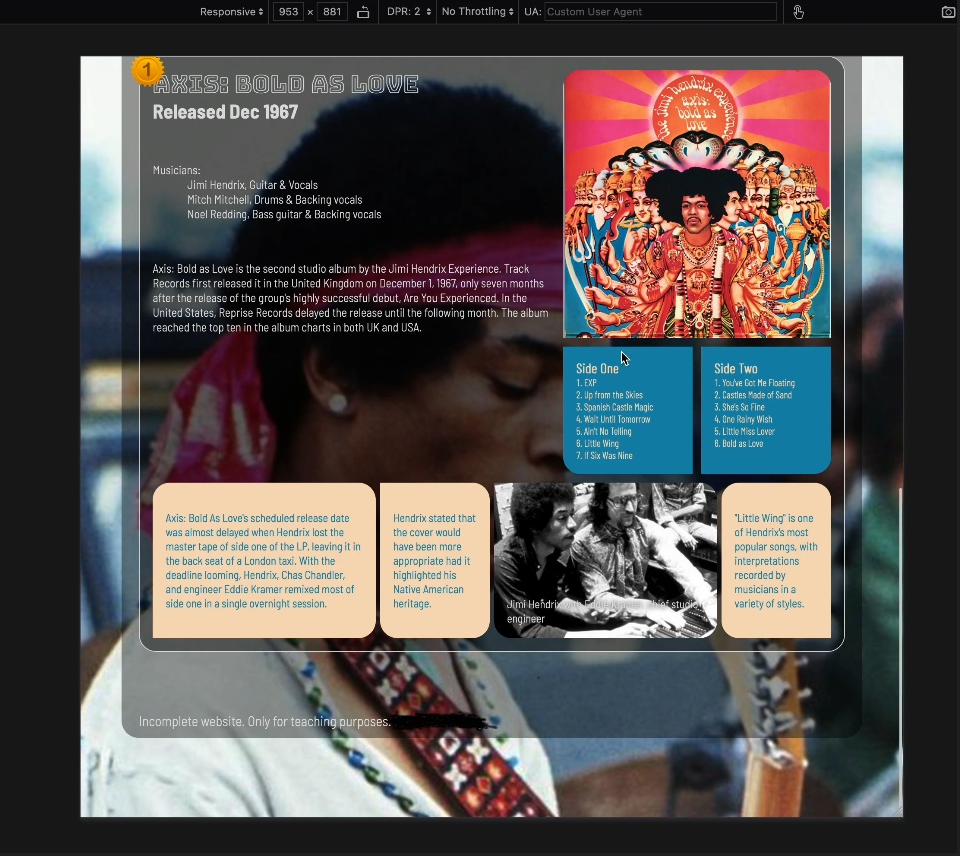 Responsive 953 × 881 DPR: 2 No Throttling UA: Custom User Agent
1
AXIS: BOLD AS LOVE
Released Dec 1967
Musicians:
Jimi Hendrix, Guitar & Vocals
Mitch Mitchell, Drums & Backing vocals
Noel Redding, Bass guitar & Backing vocals
Axis: Bold as Love is the second studio album by the Jimi Hendrix Experience. Track
Records first released it in the United Kingdom on December 1, 1967, only seven months
after the release of the group's highly successful debut, Are You Experienced. In the
United States, Reprise Records delayed the release until the following month. The album
reached the top ten in the album charts in both UK and USA.
the jimi hendrix experience
axis:
bold as
love
Side One
1. EXP
2. Up from the Skies
3. Spanish Castle Magic
4. Wait Until Tomorrow
5. Ain't No Telling
6. Little Wing
7. If Six Was Nine
Side Two
1. You've Got Me Floating
2. Castles Made of Sand
3. She's So Fine
4. One Rainy Wish
5. Little Miss Lover
6. Bold as Love
Axis: Bold As Love's scheduled release date
was almost delayed when Hendrix lost the
master tape of side one of the LP, leaving it in
the back seat of a London taxi. With the
deadline looming, Hendrix, Chas Chandler,
and engineer Eddie Kramer remixed most of
side one in a single overnight session.
Hendrix stated that
the cover would
have been more
appropriate had it
highlighted his
Native American
heritage.
Jimi Hendrix with Eddie Kramer, chief studio
engineer
"Little Wing" is one
of Hendrix's most
popular songs, with
interpretations
recorded by
musicians in a
variety of styles.
Incomplete website. Only for teaching purposes.